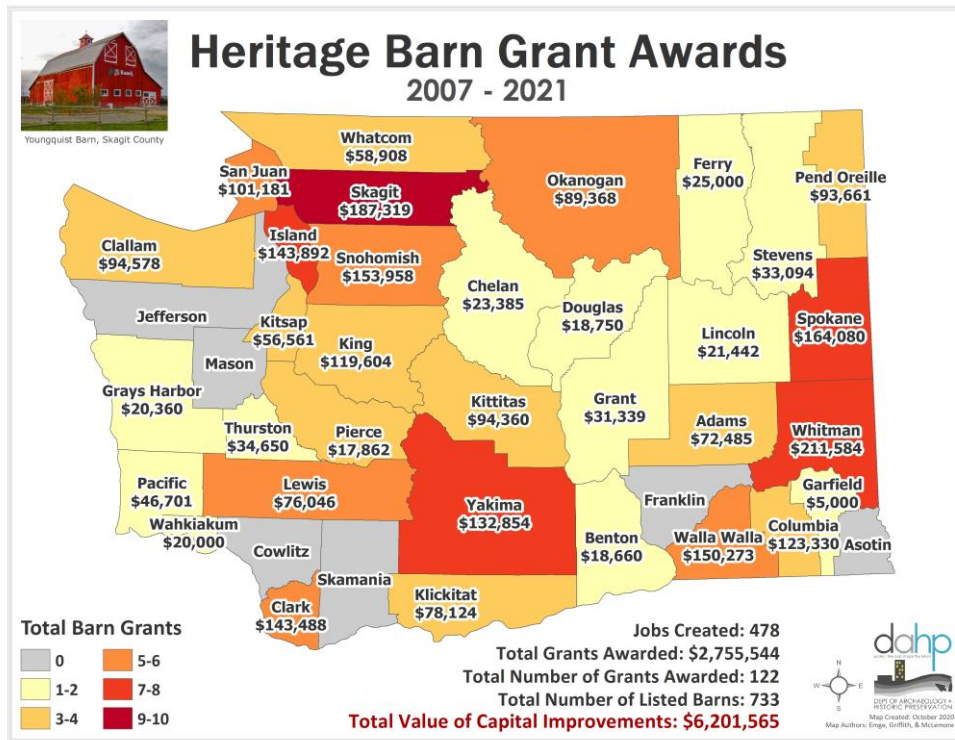 Heritage Barn Grant Awards
2007 - 2021
Youngquist Barn, Skagit County
Whatcom
$58,908
San Juan
$101,181
Skagit
$187,319
Okanogan
$89,368
Ferry
$25,000
Pend Oreille
$93,661
Clallam
$94,578
Island
$143,892
Snohomish
$153,958
Stevens
$33,094
Chelan
$23,385
Douglas
$18,750
Jefferson
Kitsap
$56,561
King
$119,604
Lincoln
$21,442
Spokane
$164,080
Mason
Grays Harbor
$20,360
Kittitas
$94,360
Grant
$31,339
Thurston
$34,650
Pierce
$17,862
Adams
$72,485
Whitman
$211,584
Pacific
$46,701
Lewis
$76,046
Yakima
$132,854
Franklin
Garfield
$5,000
Wahkiakum
$20,000
Cowlitz
Benton
$18,660
Walla Walla
$150,273
Columbia
$123,330
Asotin
Skamania
Clark
$143,488
Klickitat
$78,124
Total Barn Grants
0
1-2
3-4
5-6
7-8
9-10
Jobs Created: 478
Total Grants Awarded: $2,755,544
Total Number of Grants Awarded: 122
Total Number of Listed Barns: 733
Total Value of Capital Improvements: $6,201,565
N
W
E
S
dahp
DEPT OF ARCHAEOLOGY +
HISTORIC PRESERVATION
Map Created: October 2020
Map Authors: Emge, Griffith, & McLemore